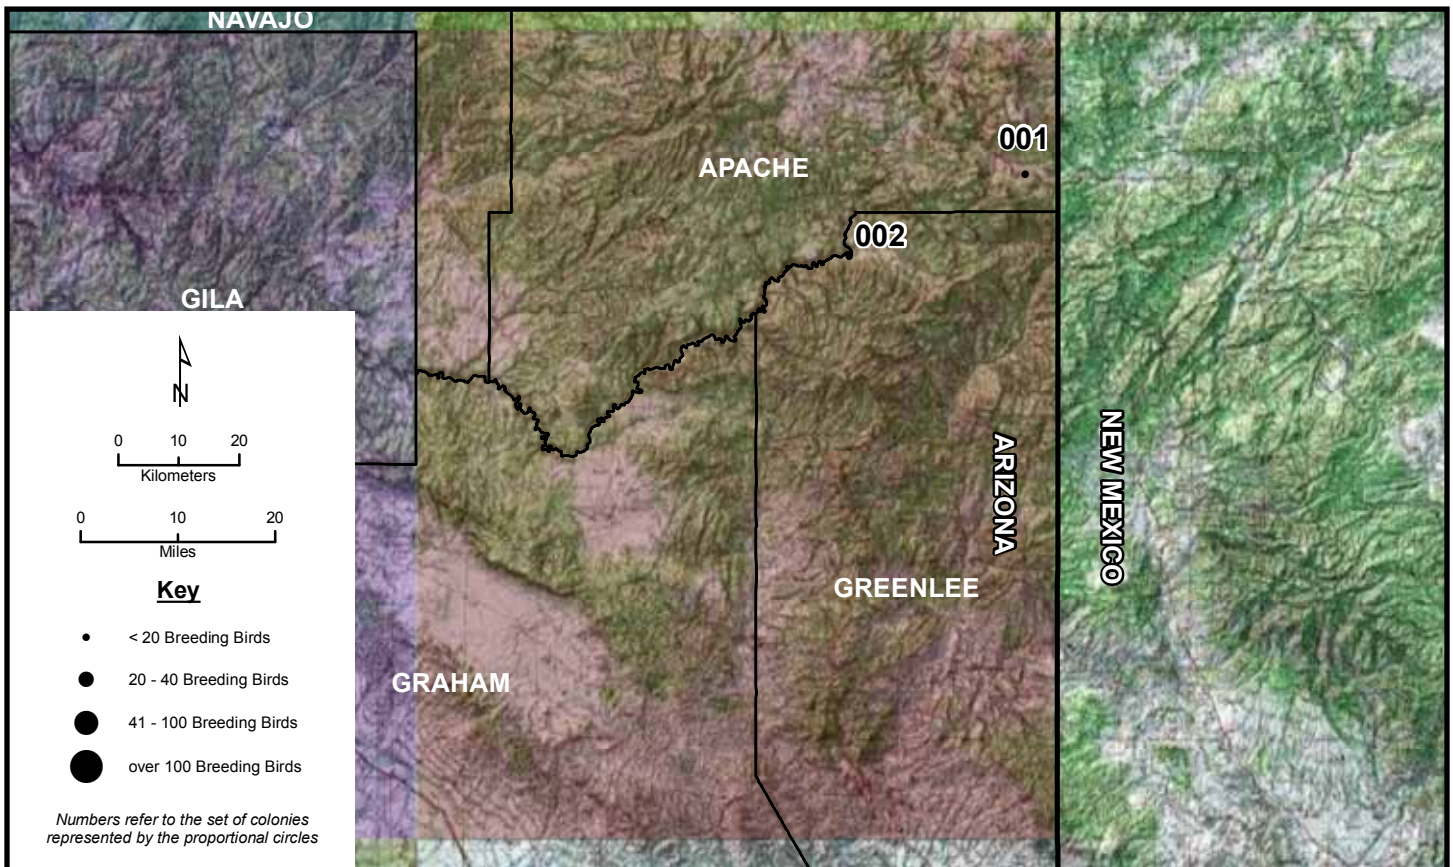 NAVAJO
001
APACHE
002
GILA
N
0 10 20
Kilometers
0 10 20
Miles
ARIZONA
NEW MEXICO
GREENLEE
GRAHAM
Key
< 20 Breeding Birds
20 - 40 Breeding Birds
41 - 100 Breeding Birds
over 100 Breeding Birds
Numbers refer to the set of colonies
represented by the proportional circles